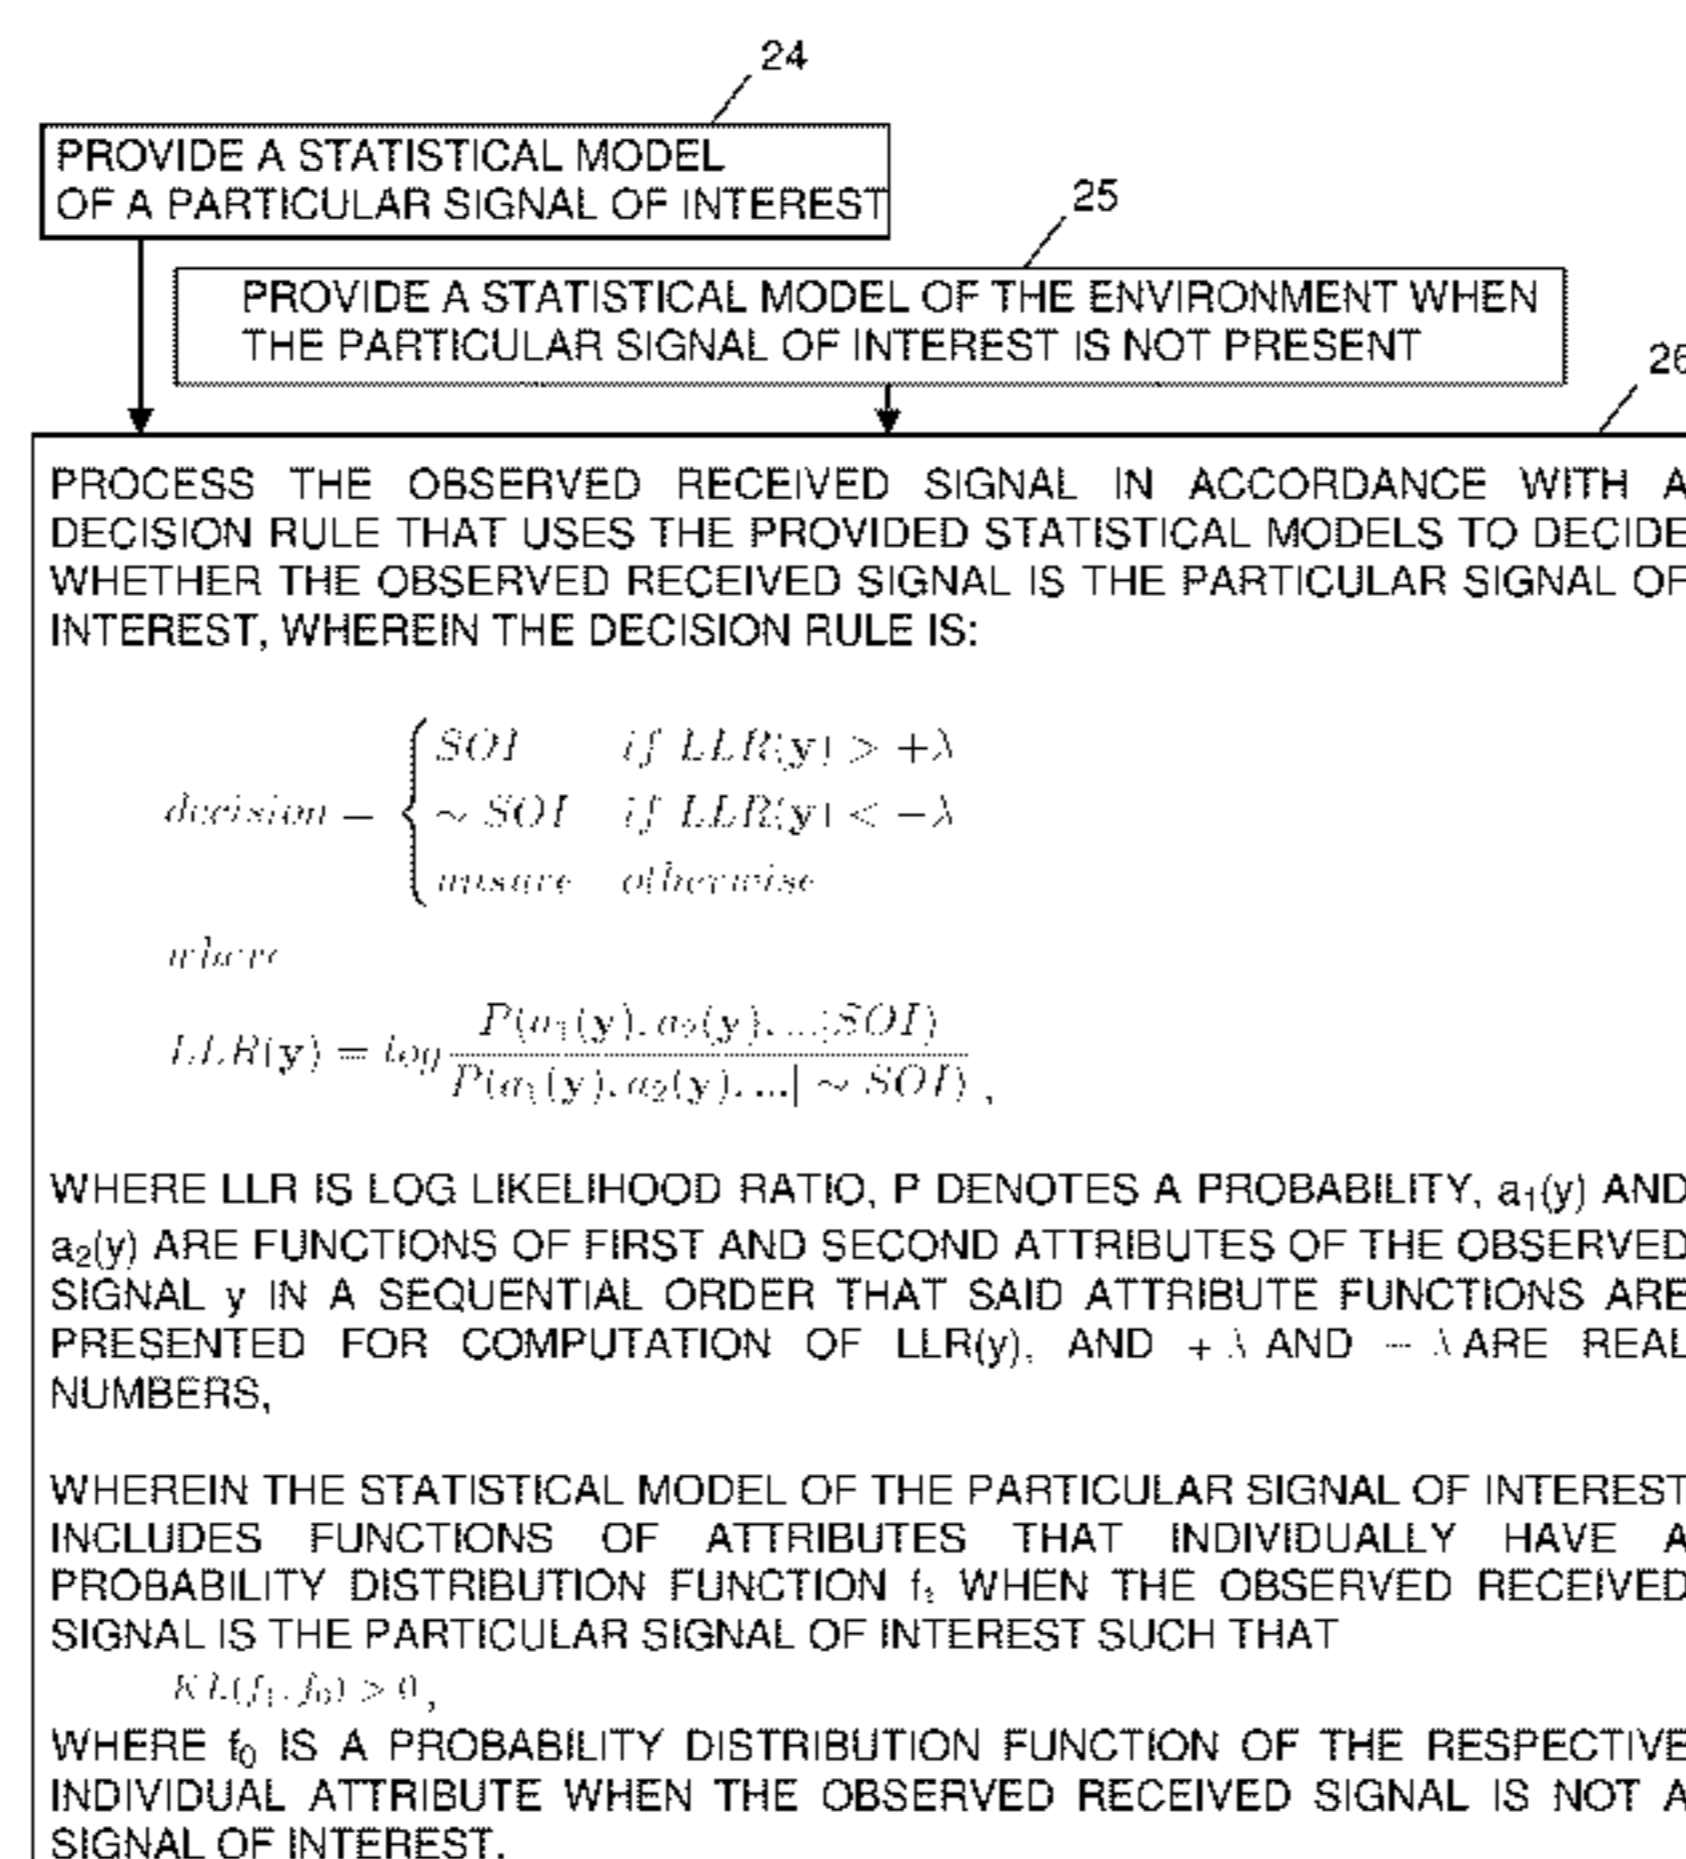 24
PROVIDE A STATISTICAL MODEL
OF A PARTICULAR SIGNAL OF INTEREST
25
PROVIDE A STATISTICAL MODEL OF THE ENVIRONMENT WHEN
THE PARTICULAR SIGNAL OF INTEREST IS NOT PRESENT
26
PROCESS THE OBSERVED RECEIVED SIGNAL IN ACCORDANCE WITH A
DECISION RULE THAT USES THE PROVIDED STATISTICAL MODELS TO DECIDE
WHETHER THE OBSERVED RECEIVED SIGNAL IS THE PARTICULAR SIGNAL OF
INTEREST, WHEREIN THE DECISION RULE IS:
SOI if LLR(y) > +λ
decision = { ~ SOI if LLR(y) < −λ
unsure otherwise
where
P(a₁(y), a₂(y), ...|SOI)
LLR(y) = log
P(a₁(y), a₂(y), ...| ~ SOI) ,
WHERE LLR IS LOG LIKELIHOOD RATIO, P DENOTES A PROBABILITY, a₁(y) AND
a₂(y) ARE FUNCTIONS OF FIRST AND SECOND ATTRIBUTES OF THE OBSERVED
SIGNAL y IN A SEQUENTIAL ORDER THAT SAID ATTRIBUTE FUNCTIONS ARE
PRESENTED FOR COMPUTATION OF LLR(y), AND + λ AND − λ ARE REAL
NUMBERS,
WHEREIN THE STATISTICAL MODEL OF THE PARTICULAR SIGNAL OF INTEREST
INCLUDES FUNCTIONS OF ATTRIBUTES THAT INDIVIDUALLY HAVE A
PROBABILITY DISTRIBUTION FUNCTION f₁ WHEN THE OBSERVED RECEIVED
SIGNAL IS THE PARTICULAR SIGNAL OF INTEREST SUCH THAT
KL(f₁, f₀) > 0,
WHERE f₀ IS A PROBABILITY DISTRIBUTION FUNCTION OF THE RESPECTIVE
INDIVIDUAL ATTRIBUTE WHEN THE OBSERVED RECEIVED SIGNAL IS NOT A
SIGNAL OF INTEREST.